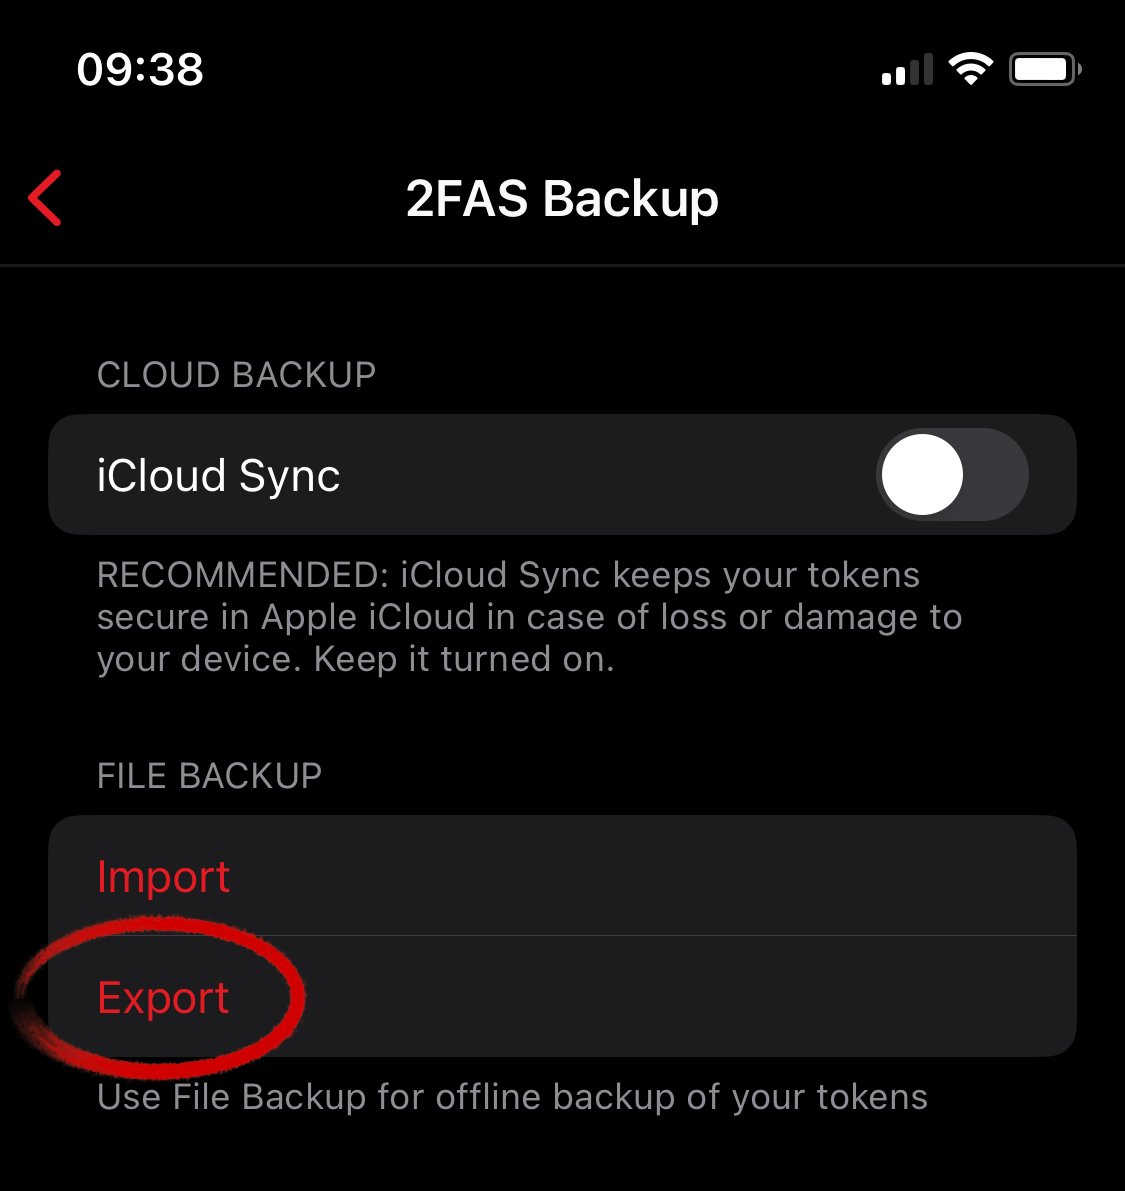 09:38
2FAS Backup
CLOUD BACKUP
iCloud Sync
RECOMMENDED: iCloud Sync keeps your tokens
secure in Apple iCloud in case of loss or damage to
your device. Keep it turned on.
FILE BACKUP
Import
Export
Use File Backup for offline backup of your tokens